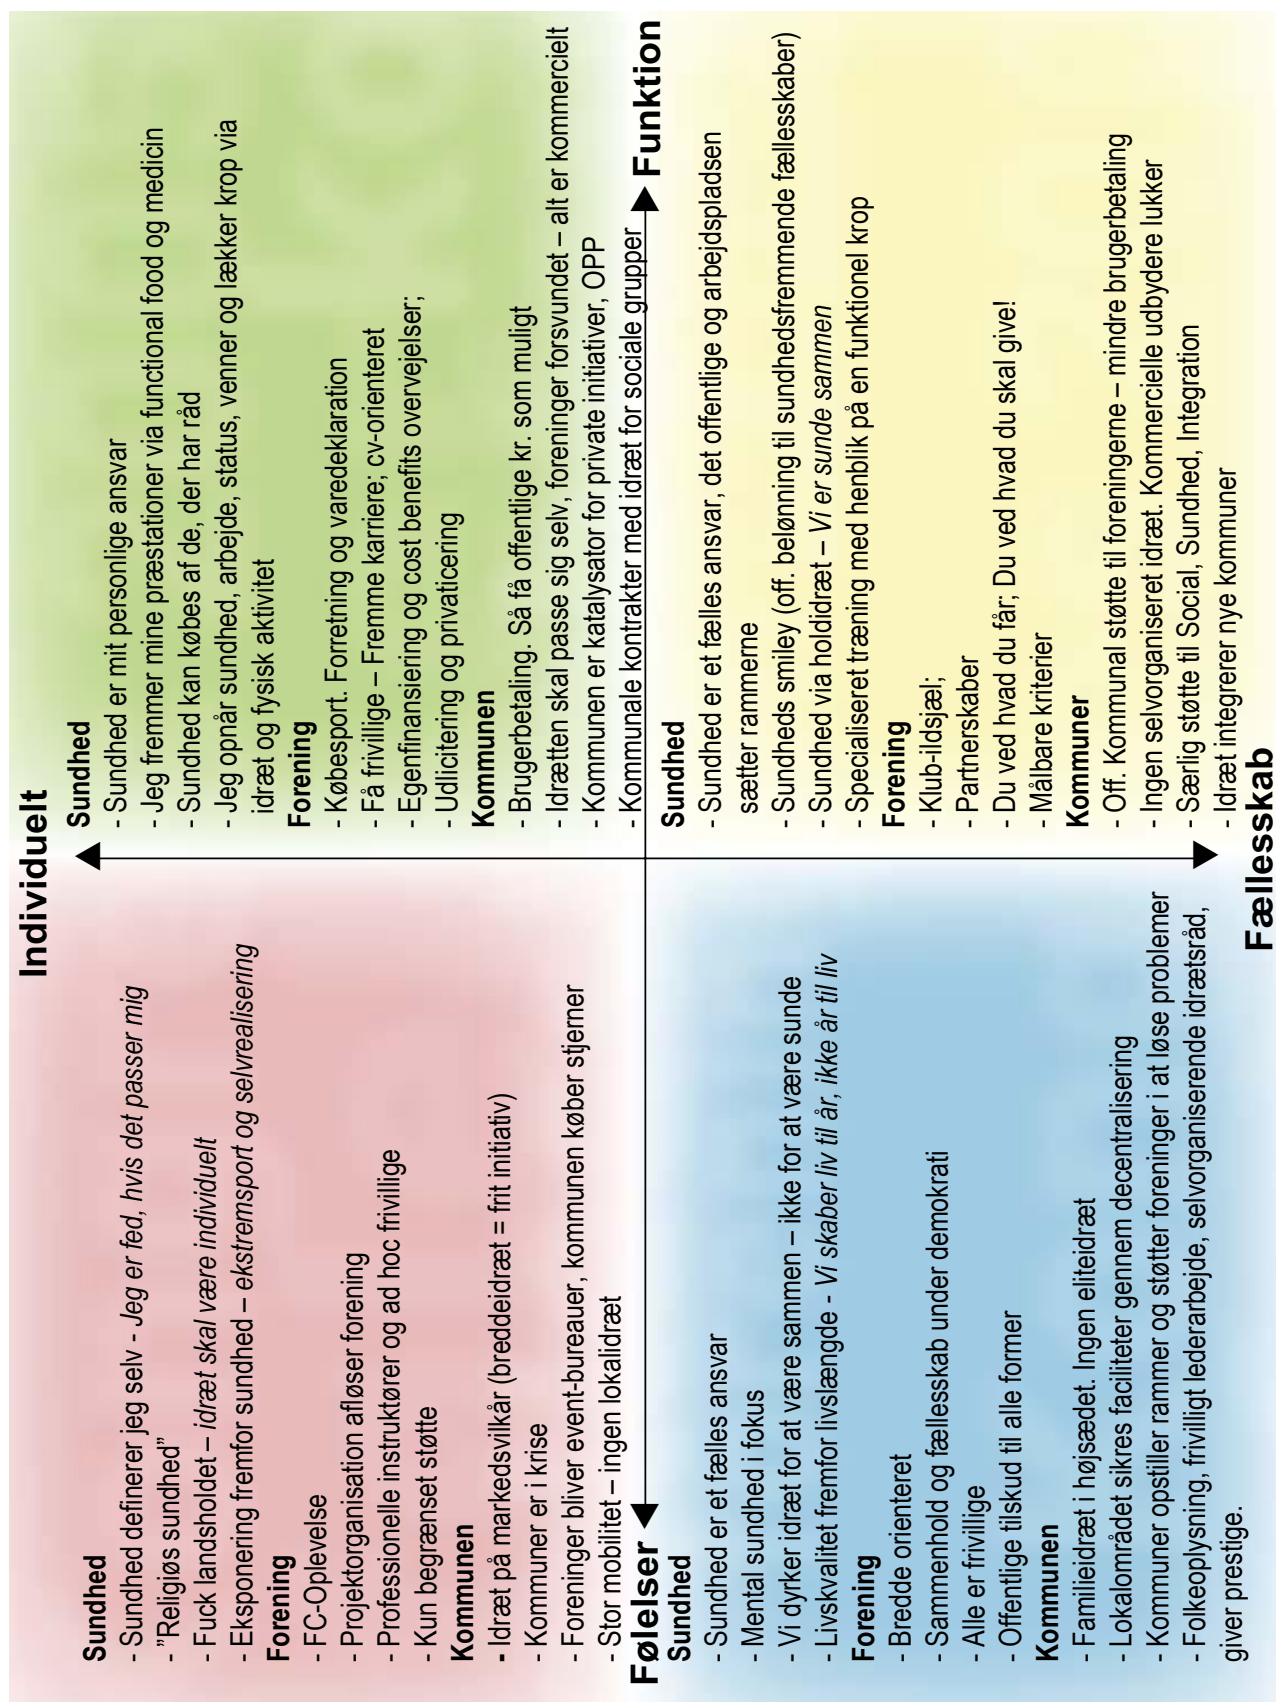 Individuelt
Sundhed
- Sundhed definerer jeg selv - Jeg er fed, hvis det passer mig
- ”Religiøs sundhed”
- Fuck landsholdet – idræt skal være individuelt
- Eksponering fremfor sundhed – ekstremsport og selvrealisering
Forening
- FC-Oplevelse
- Projektorganisation afløser forening
- Professionelle instruktører og ad hoc frivillige
- Kun begrænset støtte
Kommunen
- Idræt på markedsvilkår (breddeidræt = frit initiativ)
- Kommuner er i krise
- Foreninger bliver event-bureauer, kommunen køber stjerner
- Stor mobilitet – ingen lokalidræt
Sundhed
- Sundhed er mit personlige ansvar
- Jeg fremmer mine præstationer via functional food og medicin
- Sundhed kan købes af de, der har råd
- Jeg opnår sundhed, arbejde, status, venner og lækker krop via
idræt og fysisk aktivitet
Forening
- Købesport. Forretning og varedeklaration
- Få frivillige – Fremme karriere; cv-orienteret
- Egenfinansiering og cost benefits overvejelser;
- Udlicitering og privaticering
Kommunen
- Brugerbetaling. Så få offentlige kr. som muligt
- Idrætten skal passe sig selv, foreninger forsvundet – alt er kommercielt
- Kommunen er katalysator for private initiativer, OPP
- Kommunale kontrakter med idræt for sociale grupper
Følelser
Funktion
Sundhed
- Sundhed er et fælles ansvar
- Mental sundhed i fokus
- Vi dyrker idræt for at være sammen – ikke for at være sunde
- Livskvalitet fremfor livslængde - Vi skaber liv til år, ikke år til liv
Forening
- Bredde orienteret
- Sammenhold og fællesskab under demokrati
- Alle er frivillige
- Offentlige tilskud til alle former
Kommunen
- Familieidræt i højsædet. Ingen eliteidræt
- Lokalområdet sikres faciliteter gennem decentralisering
- Kommuner opstiller rammer og støtter foreninger i at løse problemer
- Folkeoplysning, frivilligt lederarbejde, selvorganiserende idrætsråd,
giver prestige.
Sundhed
- Sundhed er et fælles ansvar, det offentlige og arbejdspladsen
sætter rammerne
- Sundheds smiley (off. belønning til sundhedsfremmende fællesskaber)
- Sundhed via holdidræt – Vi er sunde sammen
- Specialiseret træning med henblik på en funktionel krop
Forening
- Klub-ildsjæl;
- Partnerskaber
- Du ved hvad du får; Du ved hvad du skal give!
- Målbare kriterier
Kommuner
- Off. Kommunal støtte til foreningerne – mindre brugerbetaling
- Ingen selvorganiseret idræt. Kommercielle udbydere lukker
- Særlig støtte til Social, Sundhed, Integration
- Idræt integrerer nye kommuner
Fællesskab